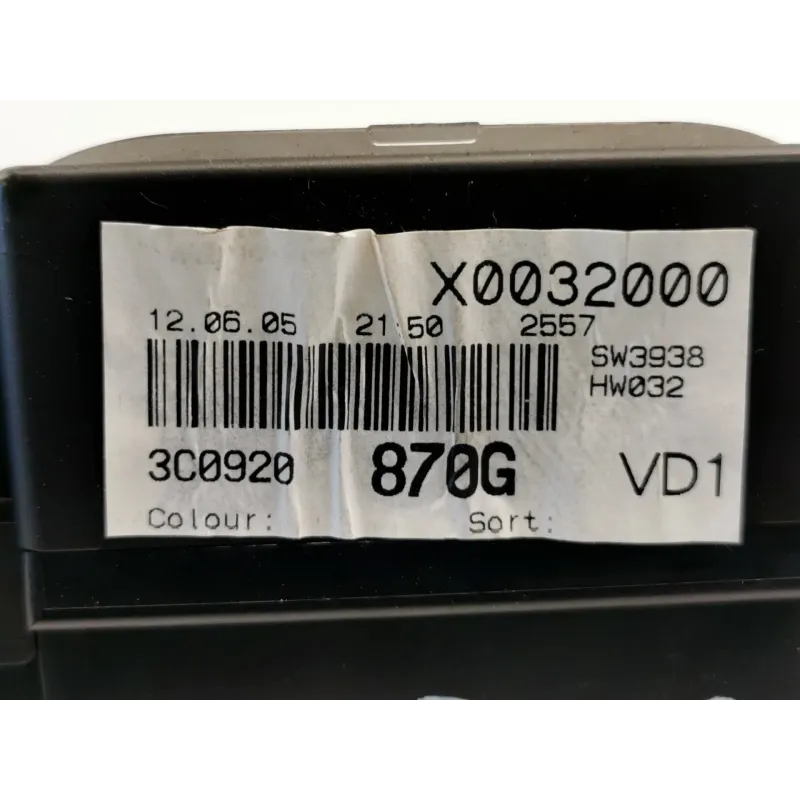 X0032000
12.06.05 21:50 2557
SW3938
HW032
3C0920 870G VD1
Colour: Sort: